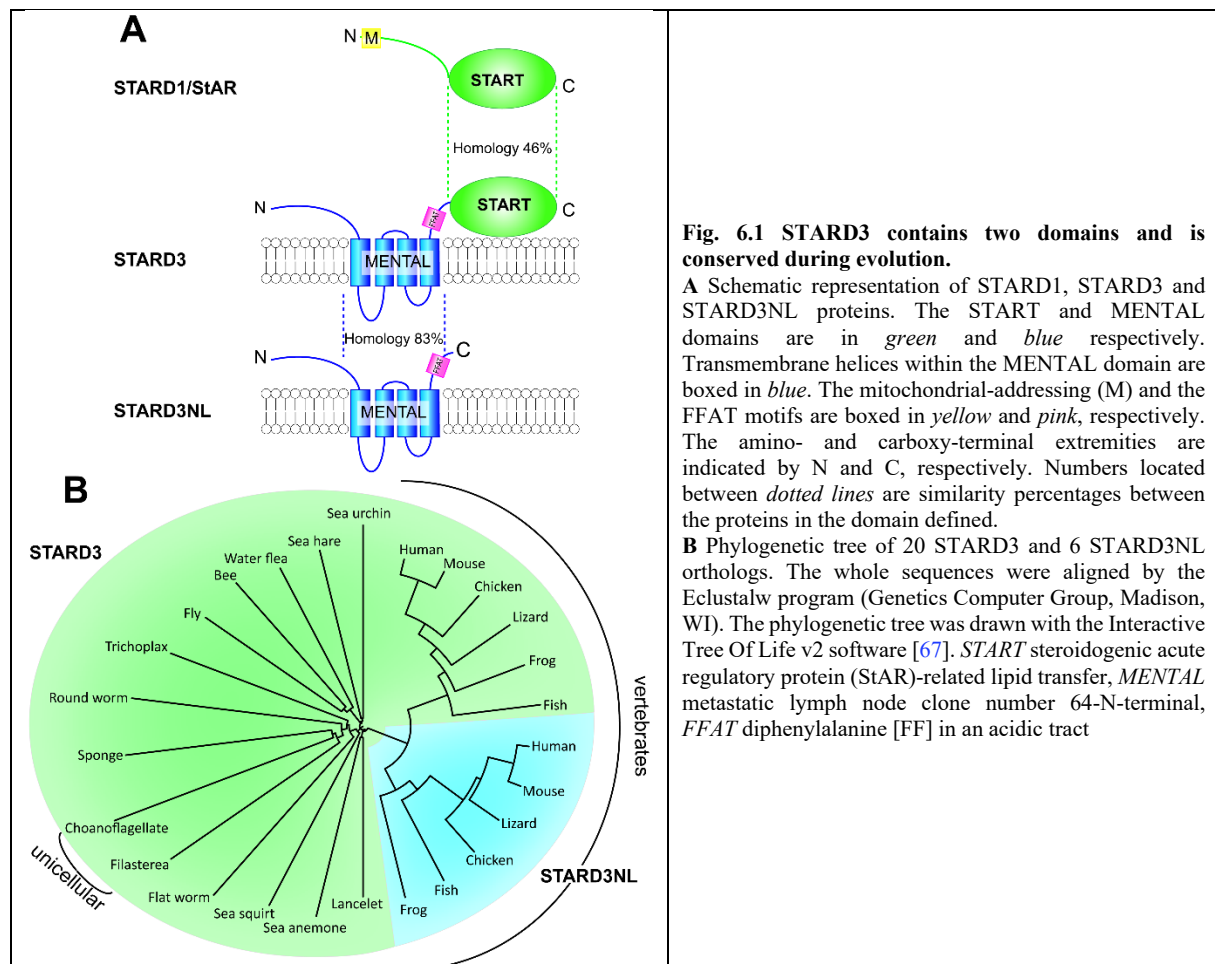 A
N M
STARD1/StAR
START
C
Homology 46%
N
FFAT
START
C
STARD3
MENTAL
Homology 83%
N
FFAT
C
STARD3NL
MENTAL
B
STARD3
Sea urchin
Sea hare
Water flea
Bee
Fly
Trichoplax
Round worm
Sponge
Choanoflagellate
unicellular
Filasterea
Flat worm
Sea squirt
Sea anemone
Lancelet
Human
Mouse
Chicken
Lizard
Frog
Fish
vertebrates
Human
Mouse
Lizard
Chicken
Fish
Frog
STARD3NL
Fig. 6.1 STARD3 contains two domains and is
conserved during evolution.
A Schematic representation of STARD1, STARD3 and
STARD3NL proteins. The START and MENTAL
domains are in green and blue respectively.
Transmembrane helices within the MENTAL domain are
boxed in blue. The mitochondrial-addressing (M) and the
FFAT motifs are boxed in yellow and pink, respectively.
The amino- and carboxy-terminal extremities are
indicated by N and C, respectively. Numbers located
between dotted lines are similarity percentages between
the proteins in the domain defined.
B Phylogenetic tree of 20 STARD3 and 6 STARD3NL
orthologs. The whole sequences were aligned by the
Eclustalw program (Genetics Computer Group, Madison,
WI). The phylogenetic tree was drawn with the Interactive
Tree Of Life v2 software [67]. START steroidogenic acute
regulatory protein (StAR)-related lipid transfer, MENTAL
metastatic lymph node clone number 64-N-terminal,
FFAT diphenylalanine [FF] in an acidic tract